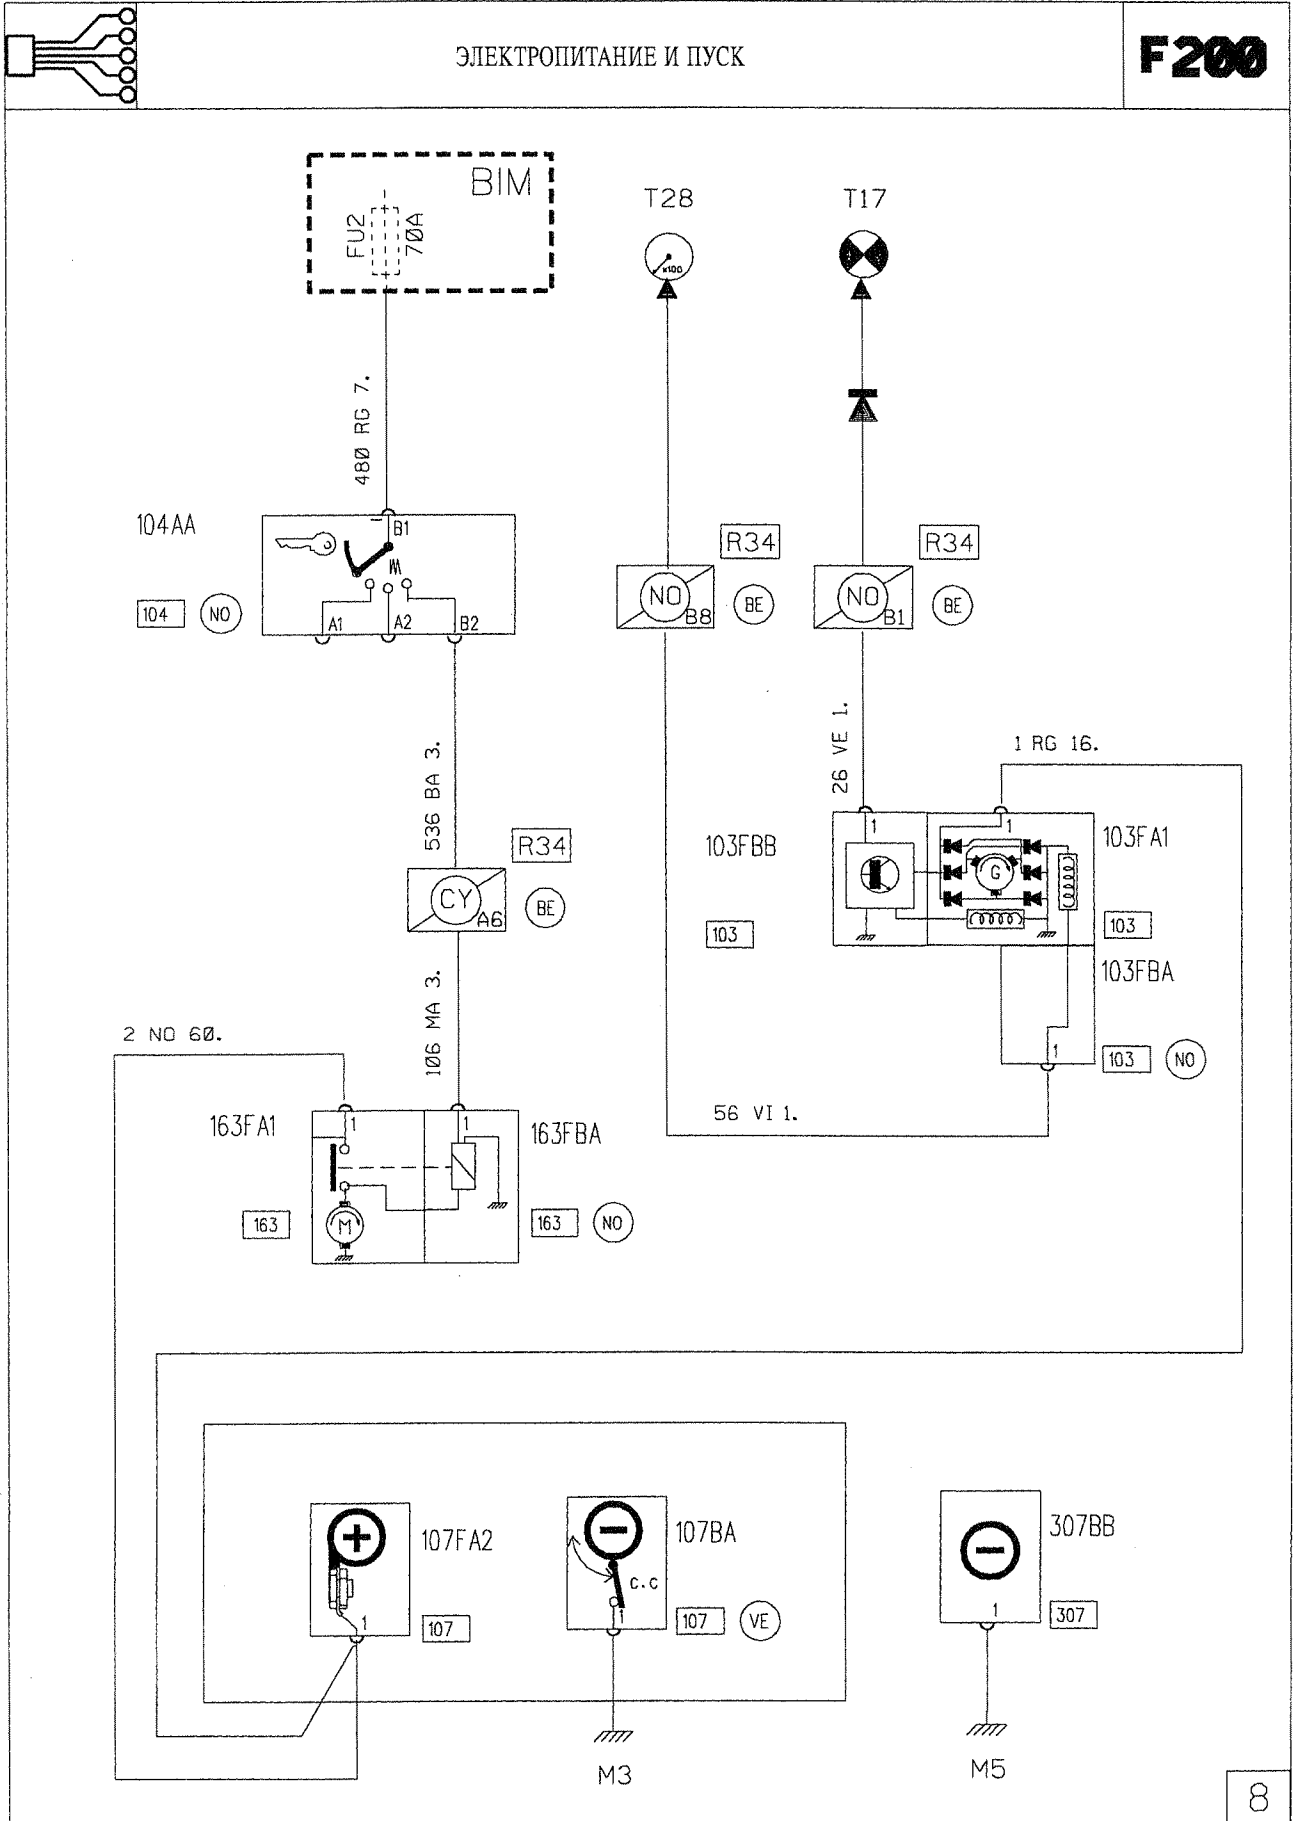 ЭЛЕКТРОПИТАНИЕ И ПУСК
F200
BIM
FU2
70A
T28
T17
x100
480 RG 7.
104AA
B1
M
104
NO
A1
A2
B2
R34
NO
B8
BE
R34
NO
B1
BE
536 BA 3.
26 VE 1.
1 RG 16.
R34
CY
A6
BE
103FBB
103
1
1
G
103FA1
103
103FBA
1
103
NO
106 MA 3.
2 NO 60.
56 VI 1.
163FA1
1
1
163FBA
163
M
163
NO
107FA2
1
107
107BA
C.C
1
107
VE
307BB
1
307
M3
M5
8